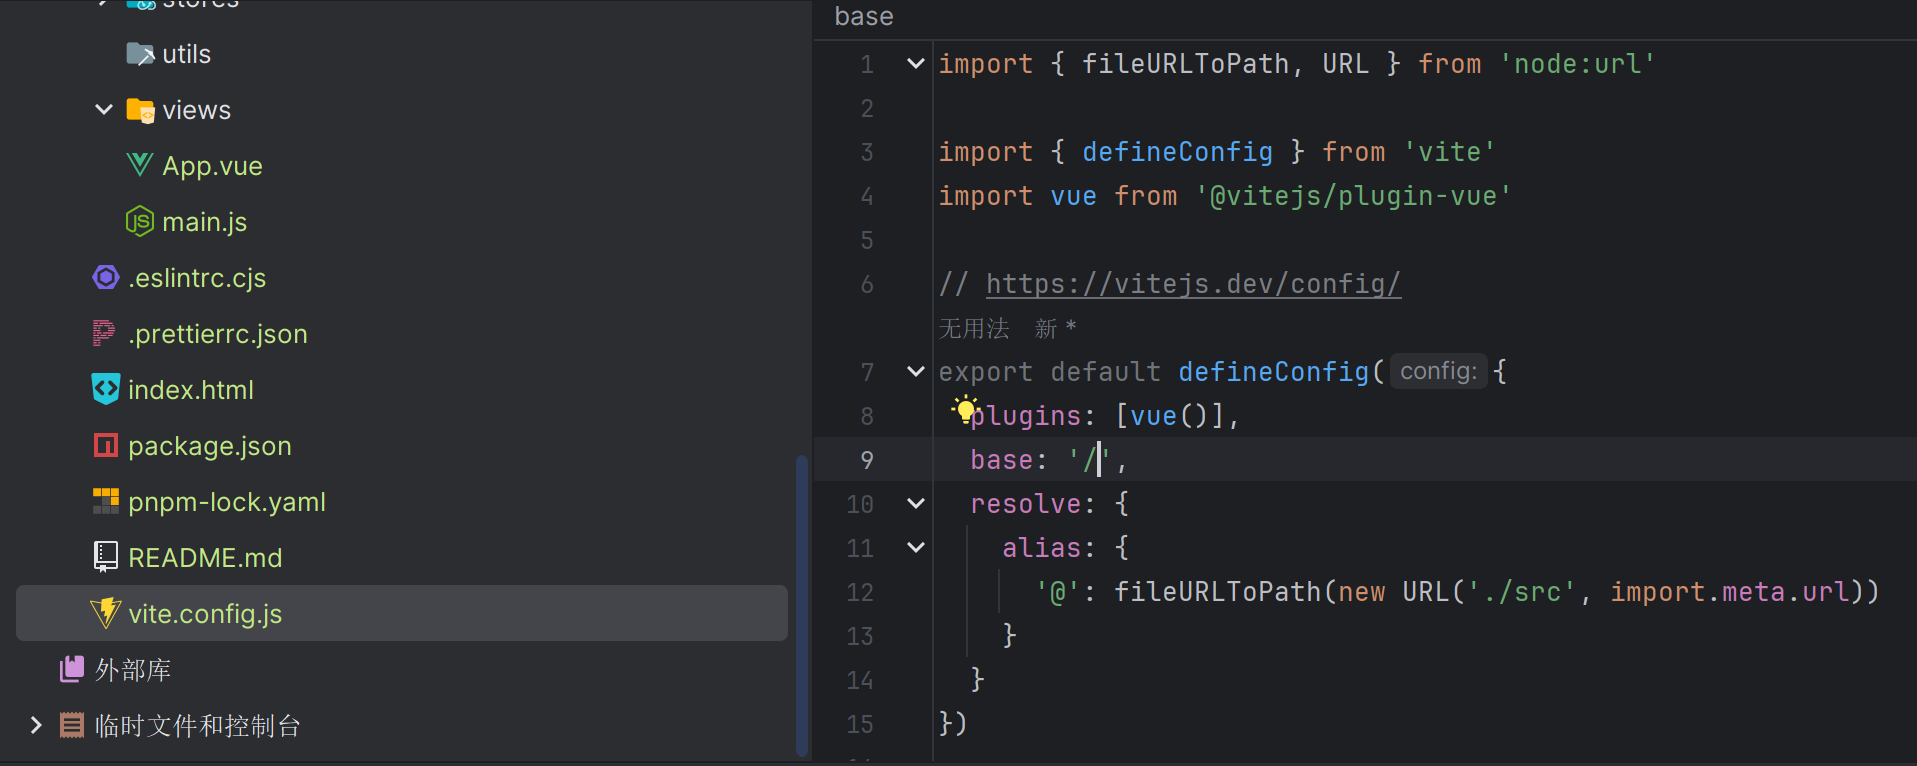 stores
utils
views
App.vue
main.js
.eslintrc.cjs
.prettierrc.json
index.html
package.json
pnpm-lock.yaml
README.md
vite.config.js
外部库
临时文件和控制台
base
1 import { fileURLToPath, URL } from 'node:url'
2
3 import { defineConfig } from 'vite'
4 import vue from '@vitejs/plugin-vue'
5
6 // https://vitejs.dev/config/
无用法 新 *
7 export default defineConfig( config: {
8 plugins: [vue()],
9 base: '/',
10 resolve: {
11 alias: {
12 '@': fileURLToPath(new URL('./src', import.meta.url))
13 }
14 }
15 })